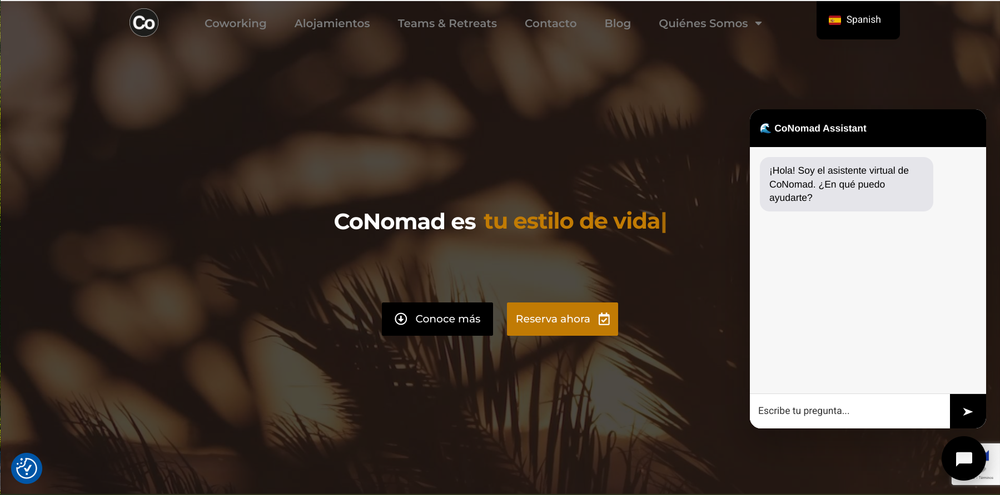 Co
Coworking
Alojamientos
Teams & Retreats
Contacto
Blog
Quiénes Somos
Spanish
CoNomad es tu estilo de vida|
Conoce más
Reserva ahora
CoNomad Assistant
¡Hola! Soy el asistente virtual de
CoNomad. ¿En qué puedo
ayudarte?
Escribe tu pregunta...
- Términos